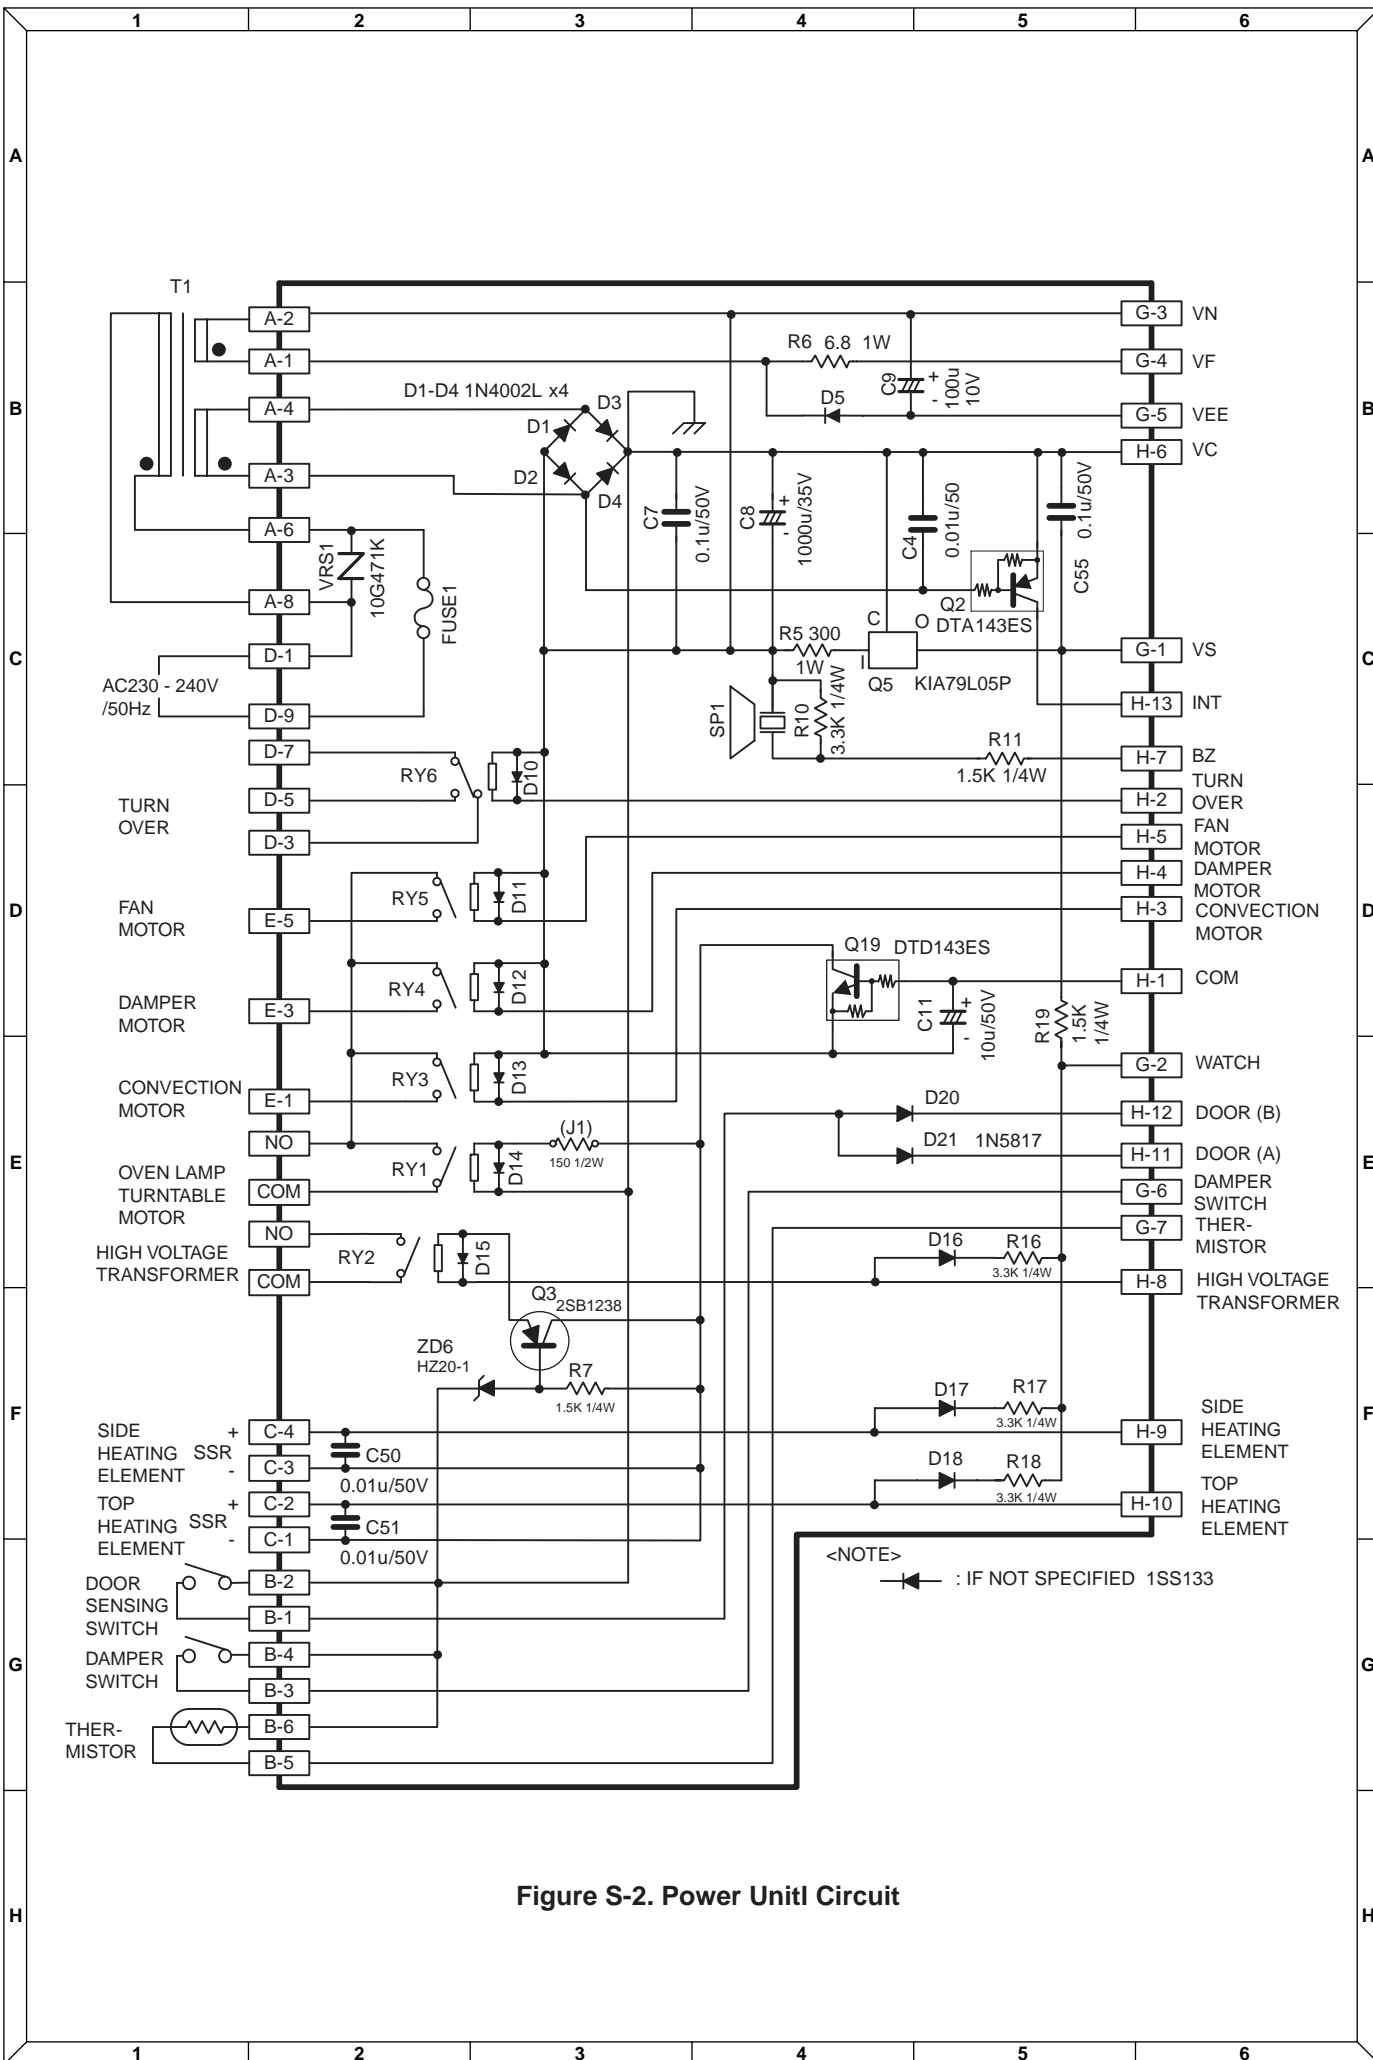 1 2 3 4 5 6
A A
T1
A-2 G-3 VN
R6 6.8 1W
A-1 G-4 VF
C9 + - 100u 10V
D1-D4 1N4002L x4
B B
D3
D5
A-4 G-5 VEE
D1
H-6 VC
D2
A-3
D4
C7 0.1u/50V
C8 + - 1000u/35V
C4 0.01u/50
0.1u/50V
C55
A-6
VRS1 10G471K
FUSE1
A-8
Q2
DTA143ES
C O
R5 300
1W
I
Q5 KIA79L05P
D-1 G-1 VS
C C
AC230 - 240V
/50Hz
SP1
R10 3.3K 1/4W
H-13 INT
D-9
D-7
R11
1.5K 1/4W
H-7 BZ
RY6
D10
TURN
OVER
D-5 H-2
TURN
OVER
D-3 H-5
FAN
MOTOR
H-4 DAMPER
MOTOR
RY5
D11
D D
FAN
MOTOR
E-5
H-3 CONVECTION
MOTOR
Q19 DTD143ES
RY4
D12
H-1 COM
DAMPER
MOTOR
E-3
C11 + - 10u/50V
R19 1.5K 1/4W
G-2 WATCH
RY3
D13
CONVECTION
MOTOR
E-1
D20
H-12 DOOR (B)
NO
(J1)
150 1/2W
D21 1N5817
H-11 DOOR (A)
E E
RY1
D14
OVEN LAMP
TURNTABLE
MOTOR
COM
G-6 DAMPER
SWITCH
NO
G-7 THER-
MISTOR
HIGH VOLTAGE
TRANSFORMER
RY2
D15
D16 R16
3.3K 1/4W
COM
H-8 HIGH VOLTAGE
TRANSFORMER
Q3
2SB1238
ZD6
HZ20-1
R7
1.5K 1/4W
D17 R17
3.3K 1/4W
F F
SIDE
HEATING
ELEMENT
SSR
+ C-4
- C-3
C50
0.01u/50V
H-9
SIDE
HEATING
ELEMENT
D18 R18
3.3K 1/4W
TOP
HEATING
ELEMENT
SSR
+ C-2
- C-1
C51
0.01u/50V
H-10
TOP
HEATING
ELEMENT
<NOTE>
: IF NOT SPECIFIED 1SS133
DOOR
SENSING
SWITCH
B-2
B-1
G G
DAMPER
SWITCH
B-4
B-3
THER-
MISTOR
B-6
B-5
Figure S-2. Power Unitl Circuit
H H
1 2 3 4 5 6